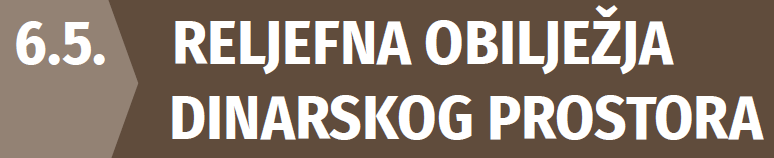 6.5. RELJEFNA OBILJEŽJA
DINARSKOG PROSTORA